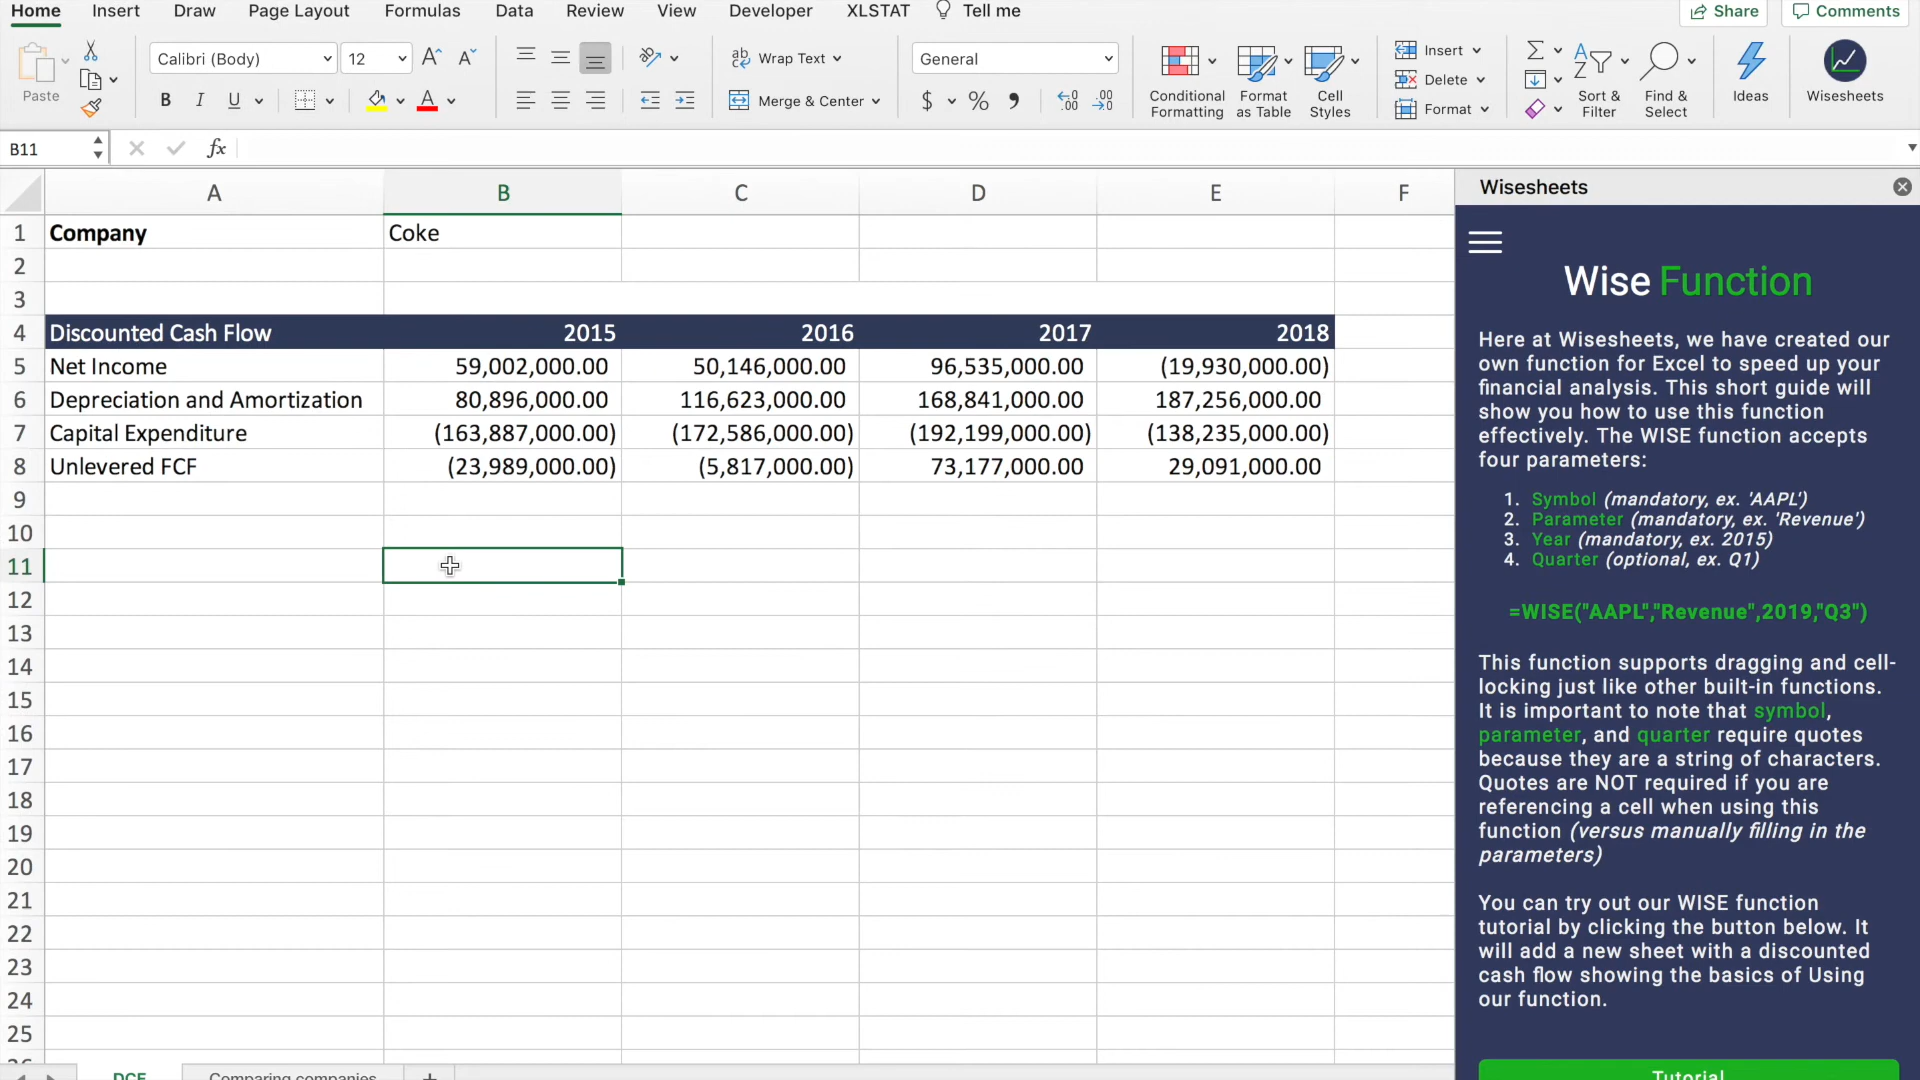 Home Insert Draw Page Layout Formulas Data Review View Developer XLSTAT Tell me Share Comments
Paste
Calibri (Body) 12
Wrap Text
General
B I U A
Merge & Center
$ %
Conditional Formatting
Format as Table
Cell Styles
Insert
Delete
Format
Sort & Filter
Find & Select
Ideas
Wisesheets
B11 fx
A B C D E F
1 Company Coke
2
3
4 Discounted Cash Flow 2015 2016 2017 2018
5 Net Income 59,002,000.00 50,146,000.00 96,535,000.00 (19,930,000.00)
6 Depreciation and Amortization 80,896,000.00 116,623,000.00 168,841,000.00 187,256,000.00
7 Capital Expenditure (163,887,000.00) (172,586,000.00) (192,199,000.00) (138,235,000.00)
8 Unlevered FCF (23,989,000.00) (5,817,000.00) 73,177,000.00 29,091,000.00
9
10
11
12
13
14
15
16
17
18
19
20
21
22
23
24
25
DCF Comparing companies +
Wisesheets
Wise Function
Here at Wisesheets, we have created our
own function for Excel to speed up your
financial analysis. This short guide will
show you how to use this function
effectively. The WISE function accepts
four parameters:
1. Symbol (mandatory, ex. 'AAPL')
2. Parameter (mandatory, ex. 'Revenue')
3. Year (mandatory, ex. 2015)
4. Quarter (optional, ex. Q1)
=WISE("AAPL","Revenue",2019,"Q3")
This function supports dragging and cell-
locking just like other built-in functions.
It is important to note that symbol,
parameter, and quarter require quotes
because they are a string of characters.
Quotes are NOT required if you are
referencing a cell when using this
function (versus manually filling in the
parameters)
You can try out our WISE function
tutorial by clicking the button below. It
will add a new sheet with a discounted
cash flow showing the basics of Using
our function.
Tutorial